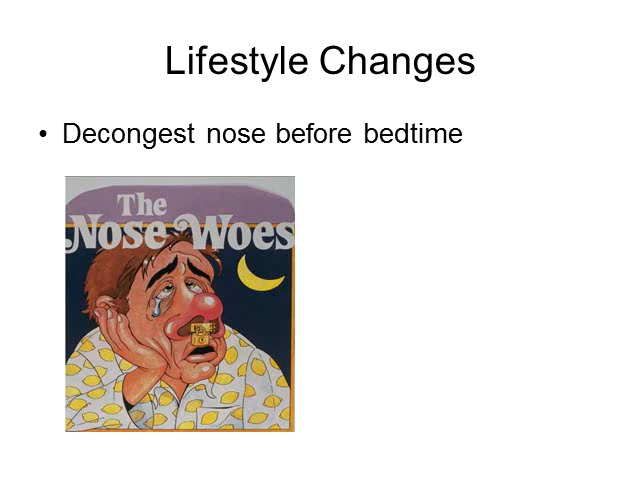 Lifestyle Changes
• Decongest nose before bedtime
The
Nose Woes